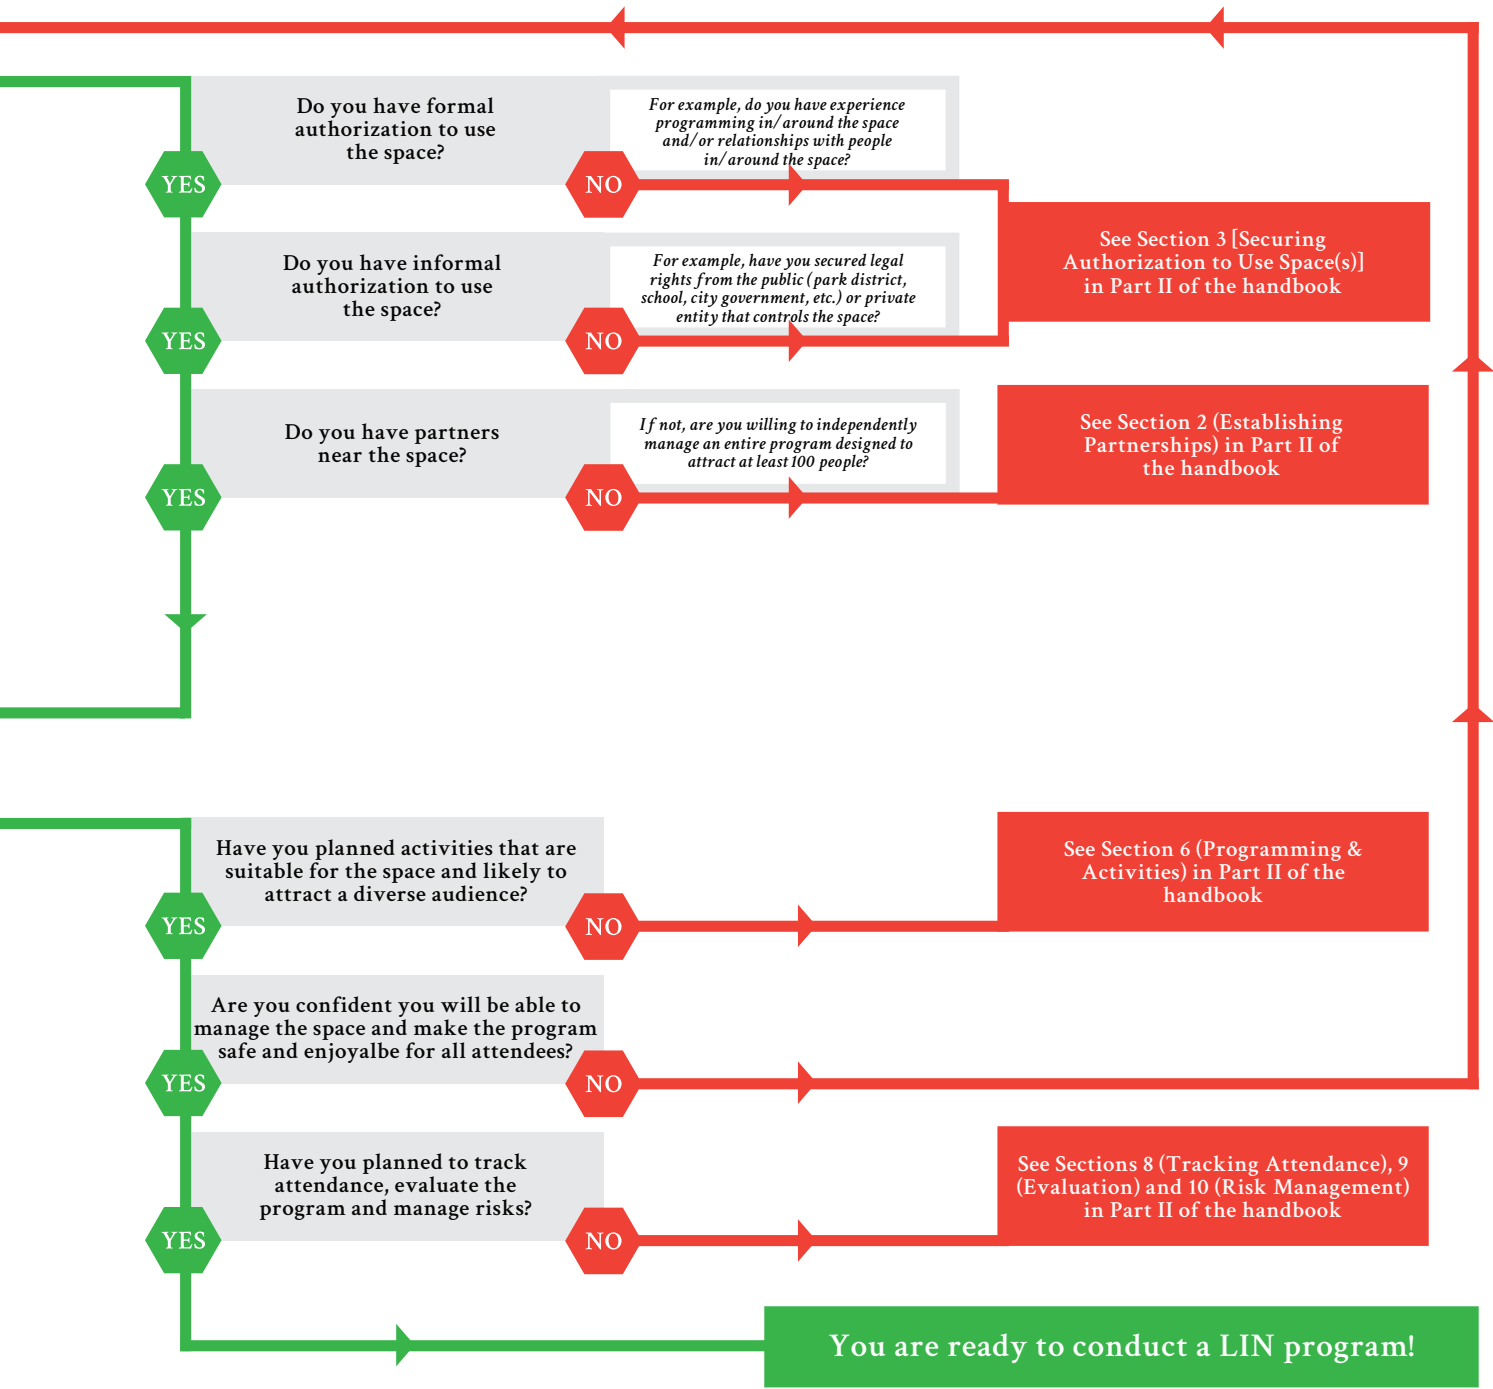 Do you have formal
authorization to use
the space?
For example, do you have experience
programming in/around the space
and/or relationships with people
in/around the space?
YES
NO
See Section 3 [Securing
Authorization to Use Space(s)]
in Part II of the handbook
Do you have informal
authorization to use
the space?
For example, have you secured legal
rights from the public (park district,
school, city government, etc.) or private
entity that controls the space?
YES
NO
Do you have partners
near the space?
If not, are you willing to independently
manage an entire program designed to
attract at least 100 people?
YES
NO
See Section 2 (Establishing
Partnerships) in Part II of
the handbook
Have you planned activities that are
suitable for the space and likely to
attract a diverse audience?
YES
NO
See Section 6 (Programming &
Activities) in Part II of the
handbook
Are you confident you will be able to
manage the space and make the program
safe and enjoyalbe for all attendees?
YES
NO
Have you planned to track
attendance, evaluate the
program and manage risks?
YES
NO
See Sections 8 (Tracking Attendance), 9
(Evaluation) and 10 (Risk Management)
in Part II of the handbook
You are ready to conduct a LIN program!